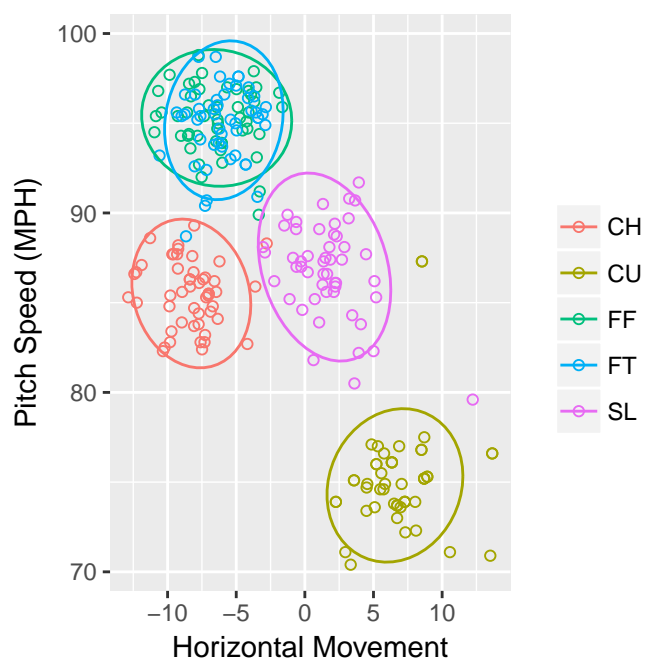 100
90
80
70
Pitch Speed (MPH)
−10
−5
0
5
10
Horizontal Movement
CH
CU
FF
FT
SL